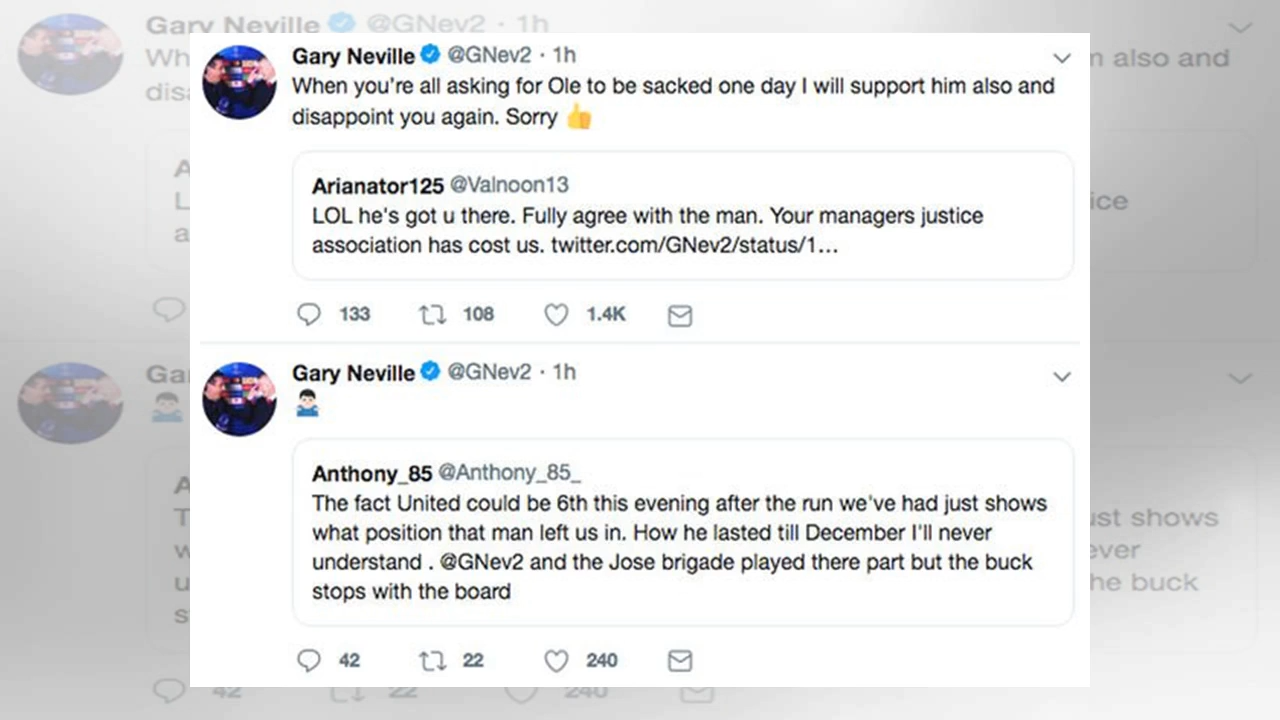 Gary Neville @GNev2 · 1h
When you're all asking for Ole to be sacked one day I will support him also and
disappoint you again. Sorry 👍
Arianator125 @Valnoon13
LOL he's got u there. Fully agree with the man. Your managers justice
association has cost us. twitter.com/GNev2/status/1...
133 108 1.4K
Gary Neville @GNev2 · 1h
Anthony_85 @Anthony_85_
The fact United could be 6th this evening after the run we've had just shows
what position that man left us in. How he lasted till December I'll never
understand . @GNev2 and the Jose brigade played there part but the buck
stops with the board
42 22 240